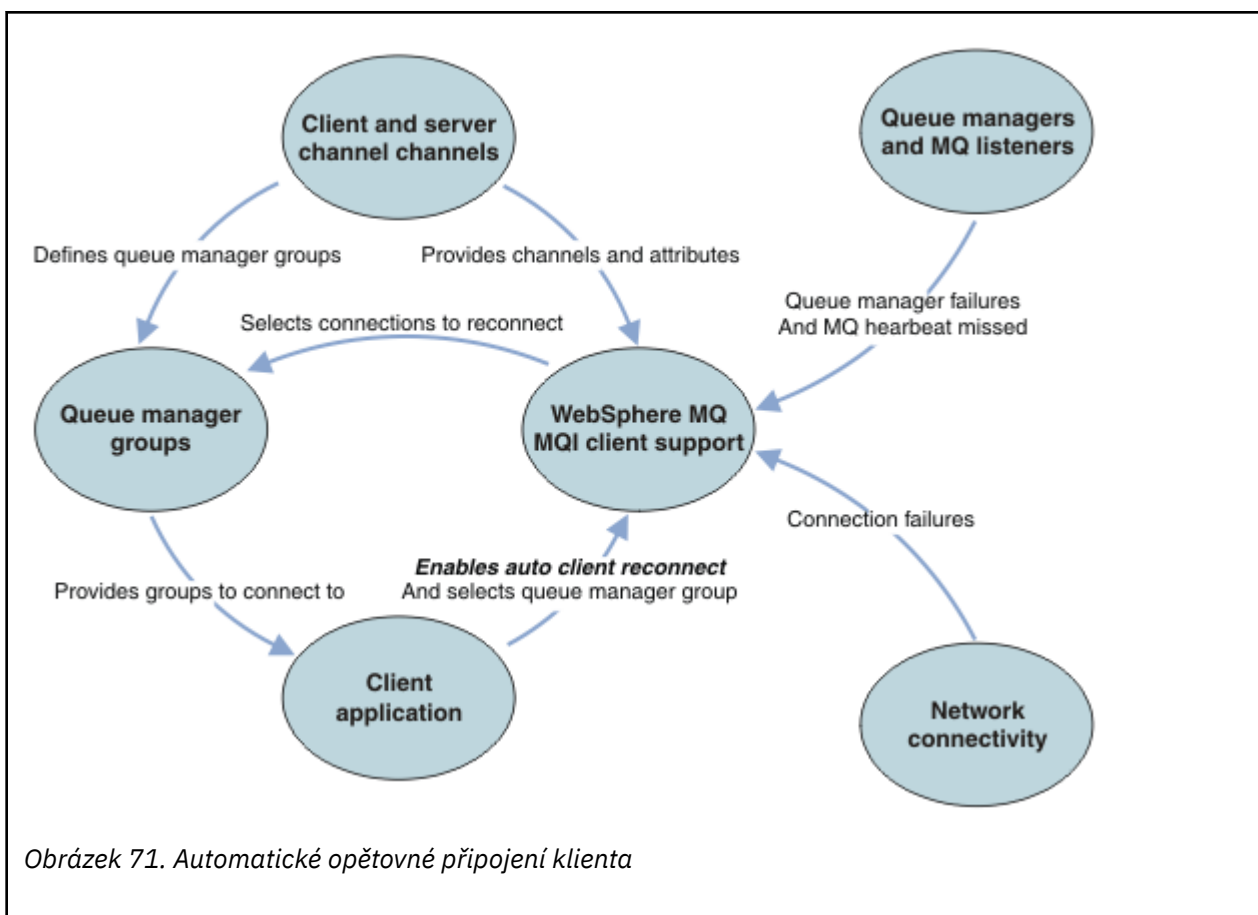 Client and server
channel channels
Queue managers
and MQ listeners
Defines queue manager groups
Provides channels and attributes
Queue manager failures
And MQ hearbeat missed
Selects connections to reconnect
Queue manager
groups
WebSphere MQ
MQI client support
Connection failures
Enables auto client reconnect
And selects queue manager group
Provides groups to connect to
Client
application
Network
connectivity
Obrázek 71. Automatické opětovné připojení klienta